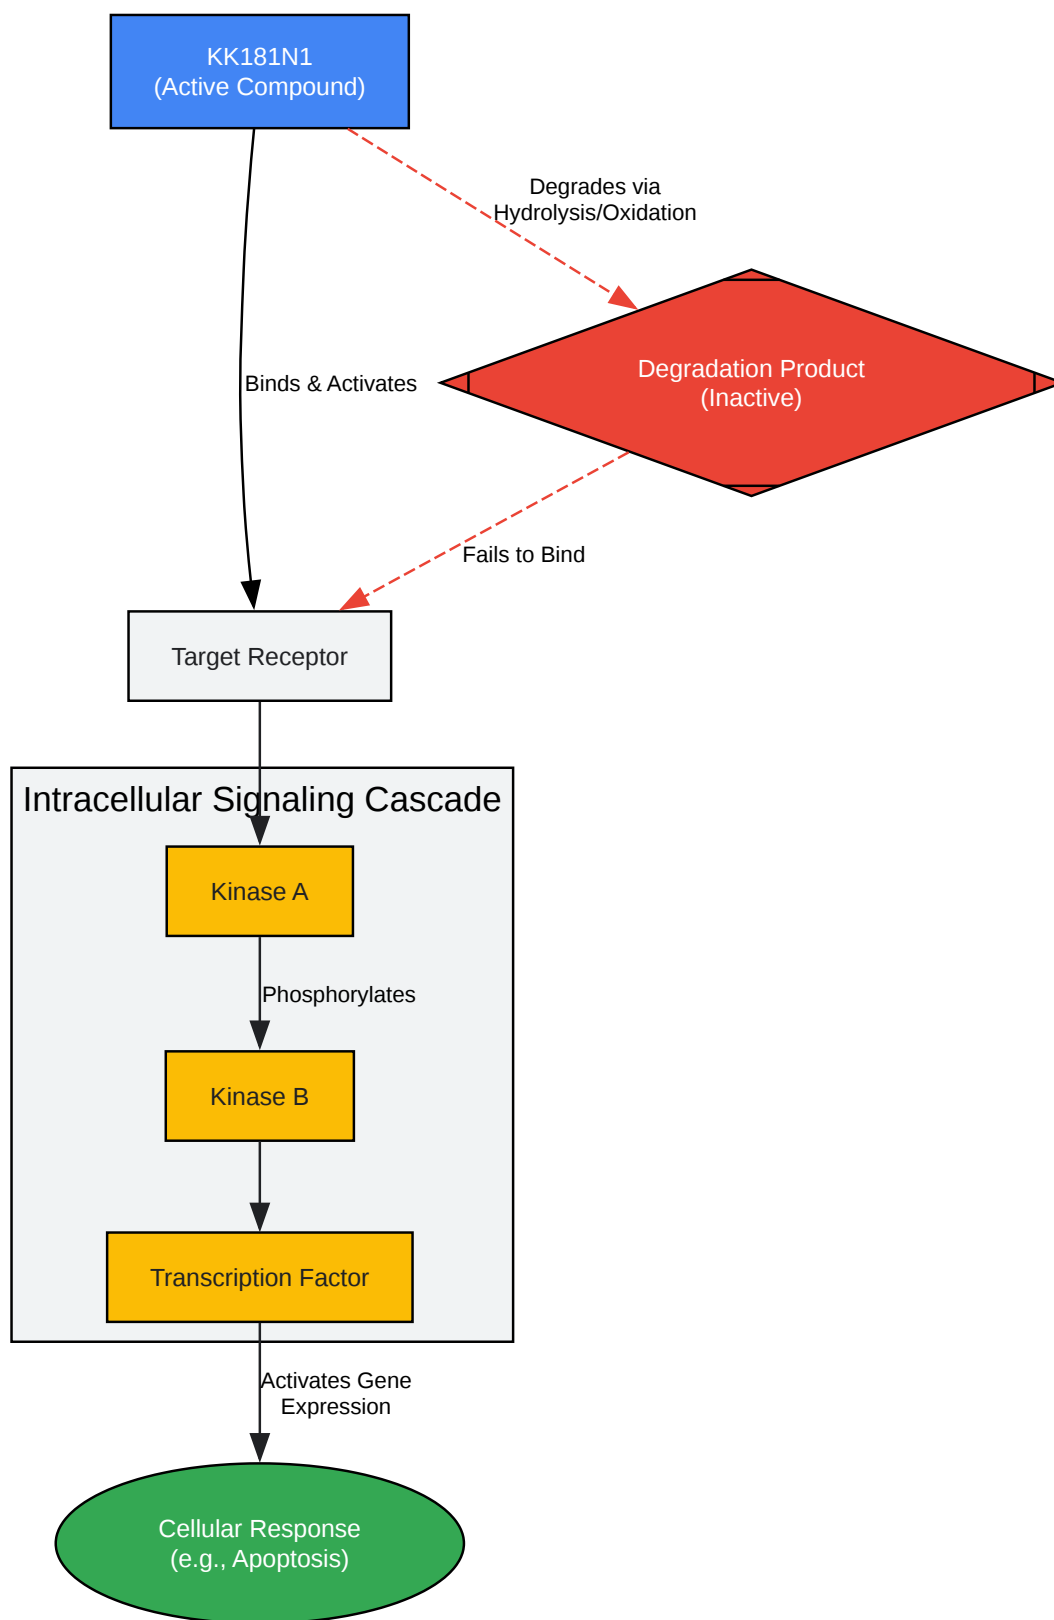 KK181N1
(Active Compound)
Degrades via
Hydrolysis/Oxidation
Degradation Product
(Inactive)
Binds & Activates
Fails to Bind
Target Receptor
Intracellular Signaling Cascade
Kinase A
Phosphorylates
Kinase B
Transcription Factor
Activates Gene
Expression
Cellular Response
(e.g., Apoptosis)